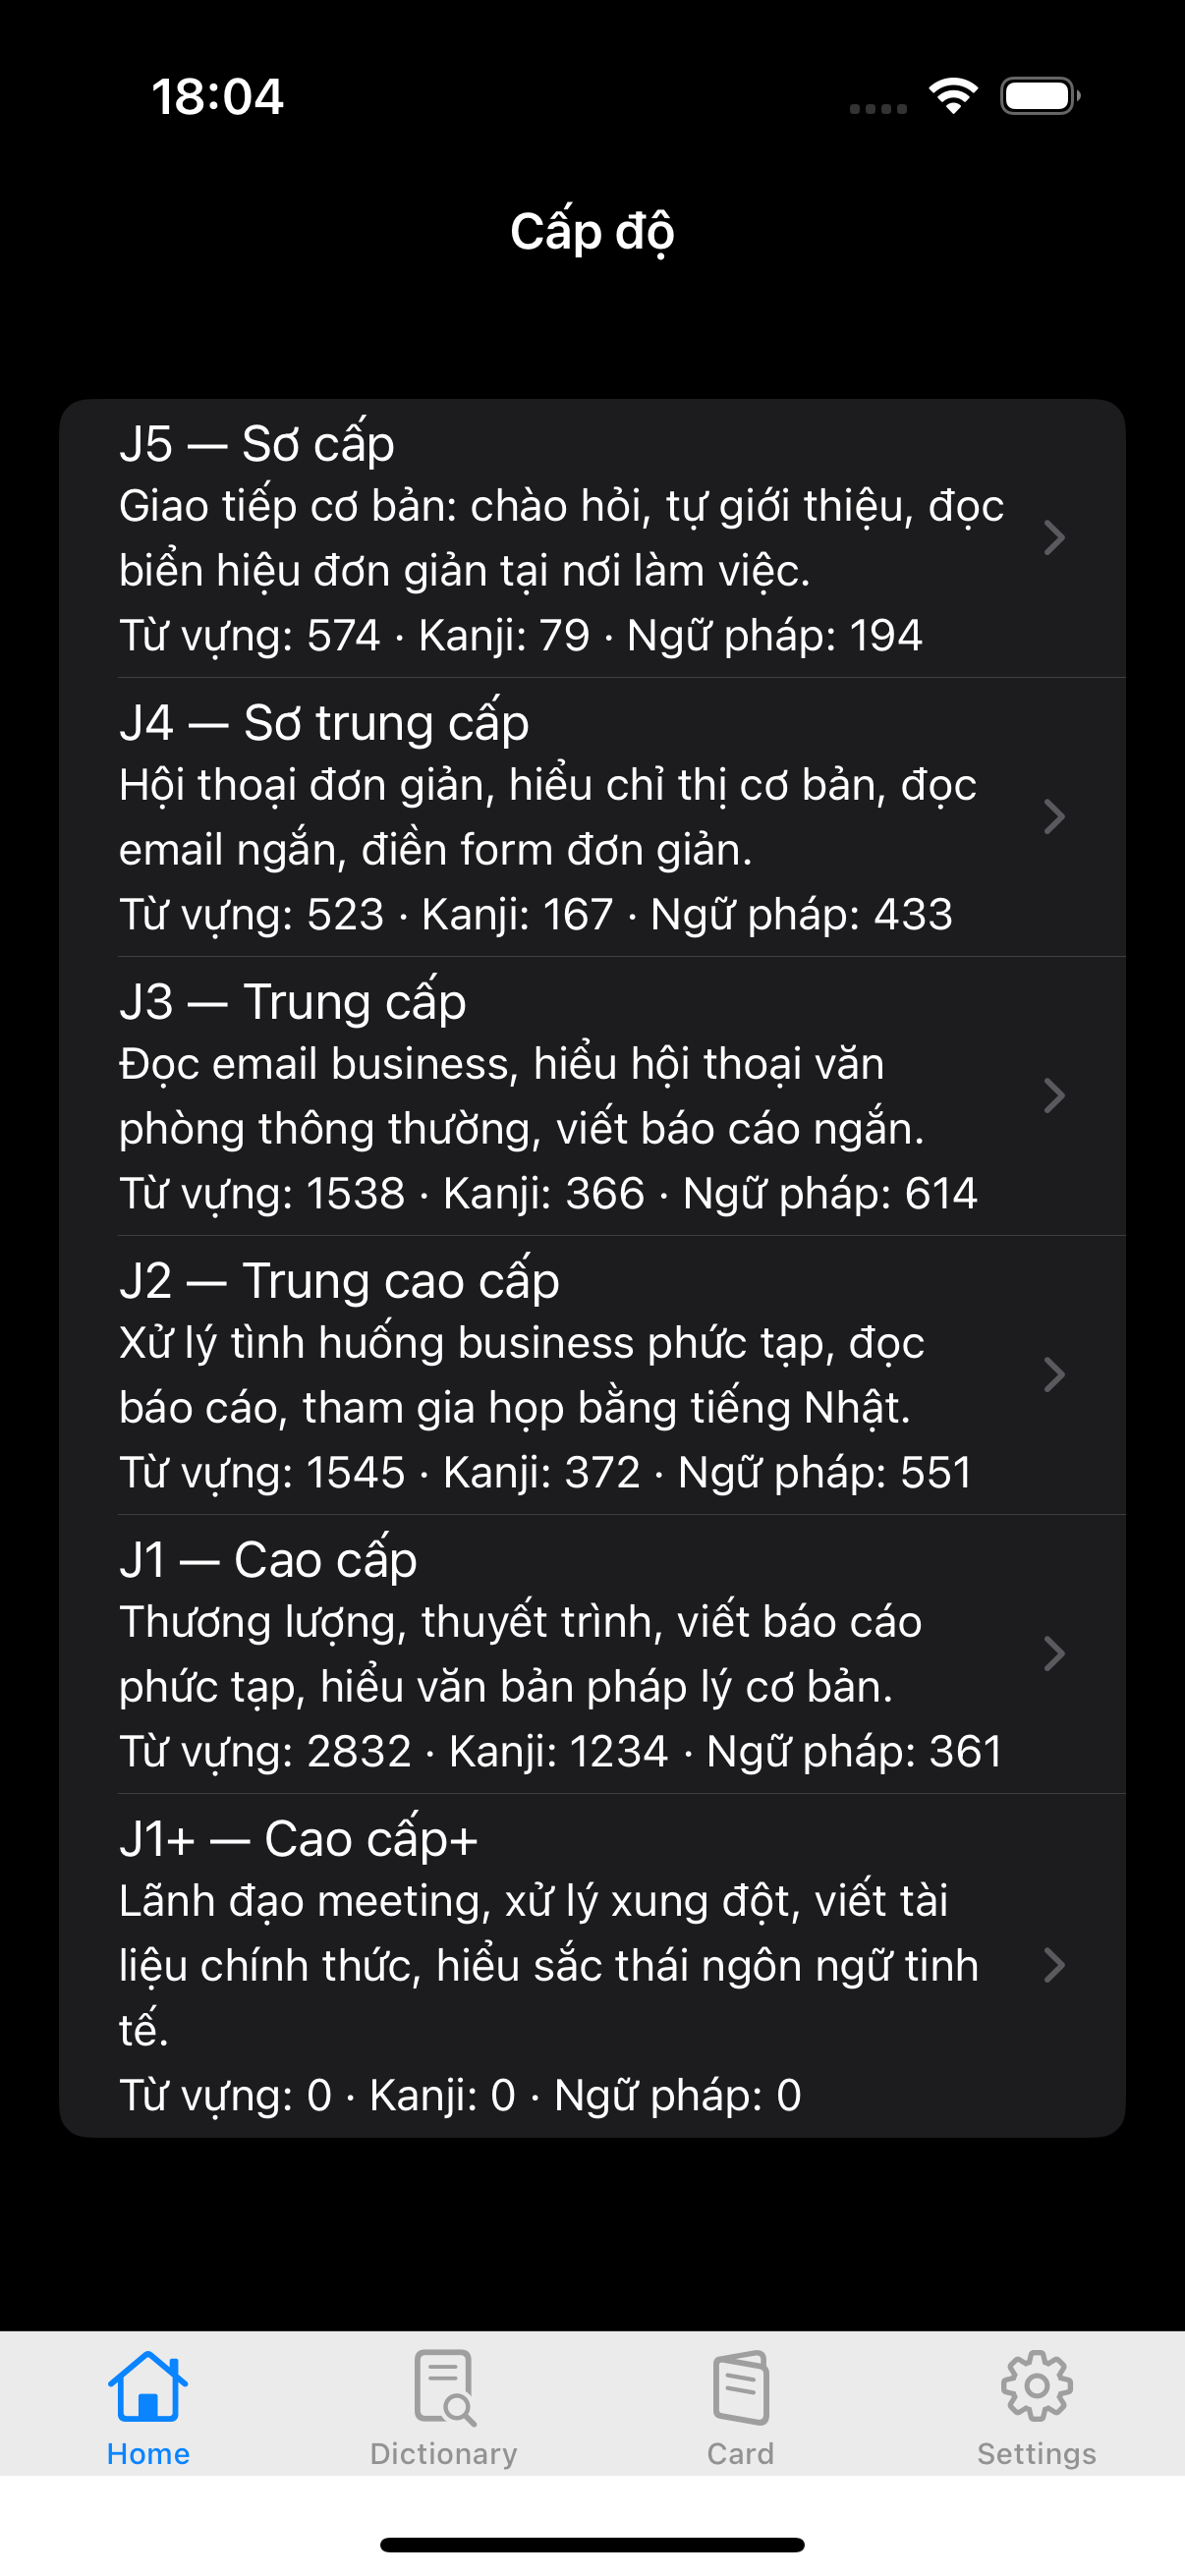 18:04
Cấp độ
J5 — Sơ cấp
Giao tiếp cơ bản: chào hỏi, tự giới thiệu, đọc
biển hiệu đơn giản tại nơi làm việc.
Từ vựng: 574 · Kanji: 79 · Ngữ pháp: 194
J4 — Sơ trung cấp
Hội thoại đơn giản, hiểu chỉ thị cơ bản, đọc
email ngắn, điền form đơn giản.
Từ vựng: 523 · Kanji: 167 · Ngữ pháp: 433
J3 — Trung cấp
Đọc email business, hiểu hội thoại văn
phòng thông thường, viết báo cáo ngắn.
Từ vựng: 1538 · Kanji: 366 · Ngữ pháp: 614
J2 — Trung cao cấp
Xử lý tình huống business phức tạp, đọc
báo cáo, tham gia họp bằng tiếng Nhật.
Từ vựng: 1545 · Kanji: 372 · Ngữ pháp: 551
J1 — Cao cấp
Thương lượng, thuyết trình, viết báo cáo
phức tạp, hiểu văn bản pháp lý cơ bản.
Từ vựng: 2832 · Kanji: 1234 · Ngữ pháp: 361
J1+ — Cao cấp+
Lãnh đạo meeting, xử lý xung đột, viết tài
liệu chính thức, hiểu sắc thái ngôn ngữ tinh
tế.
Từ vựng: 0 · Kanji: 0 · Ngữ pháp: 0
Home
Dictionary
Card
Settings